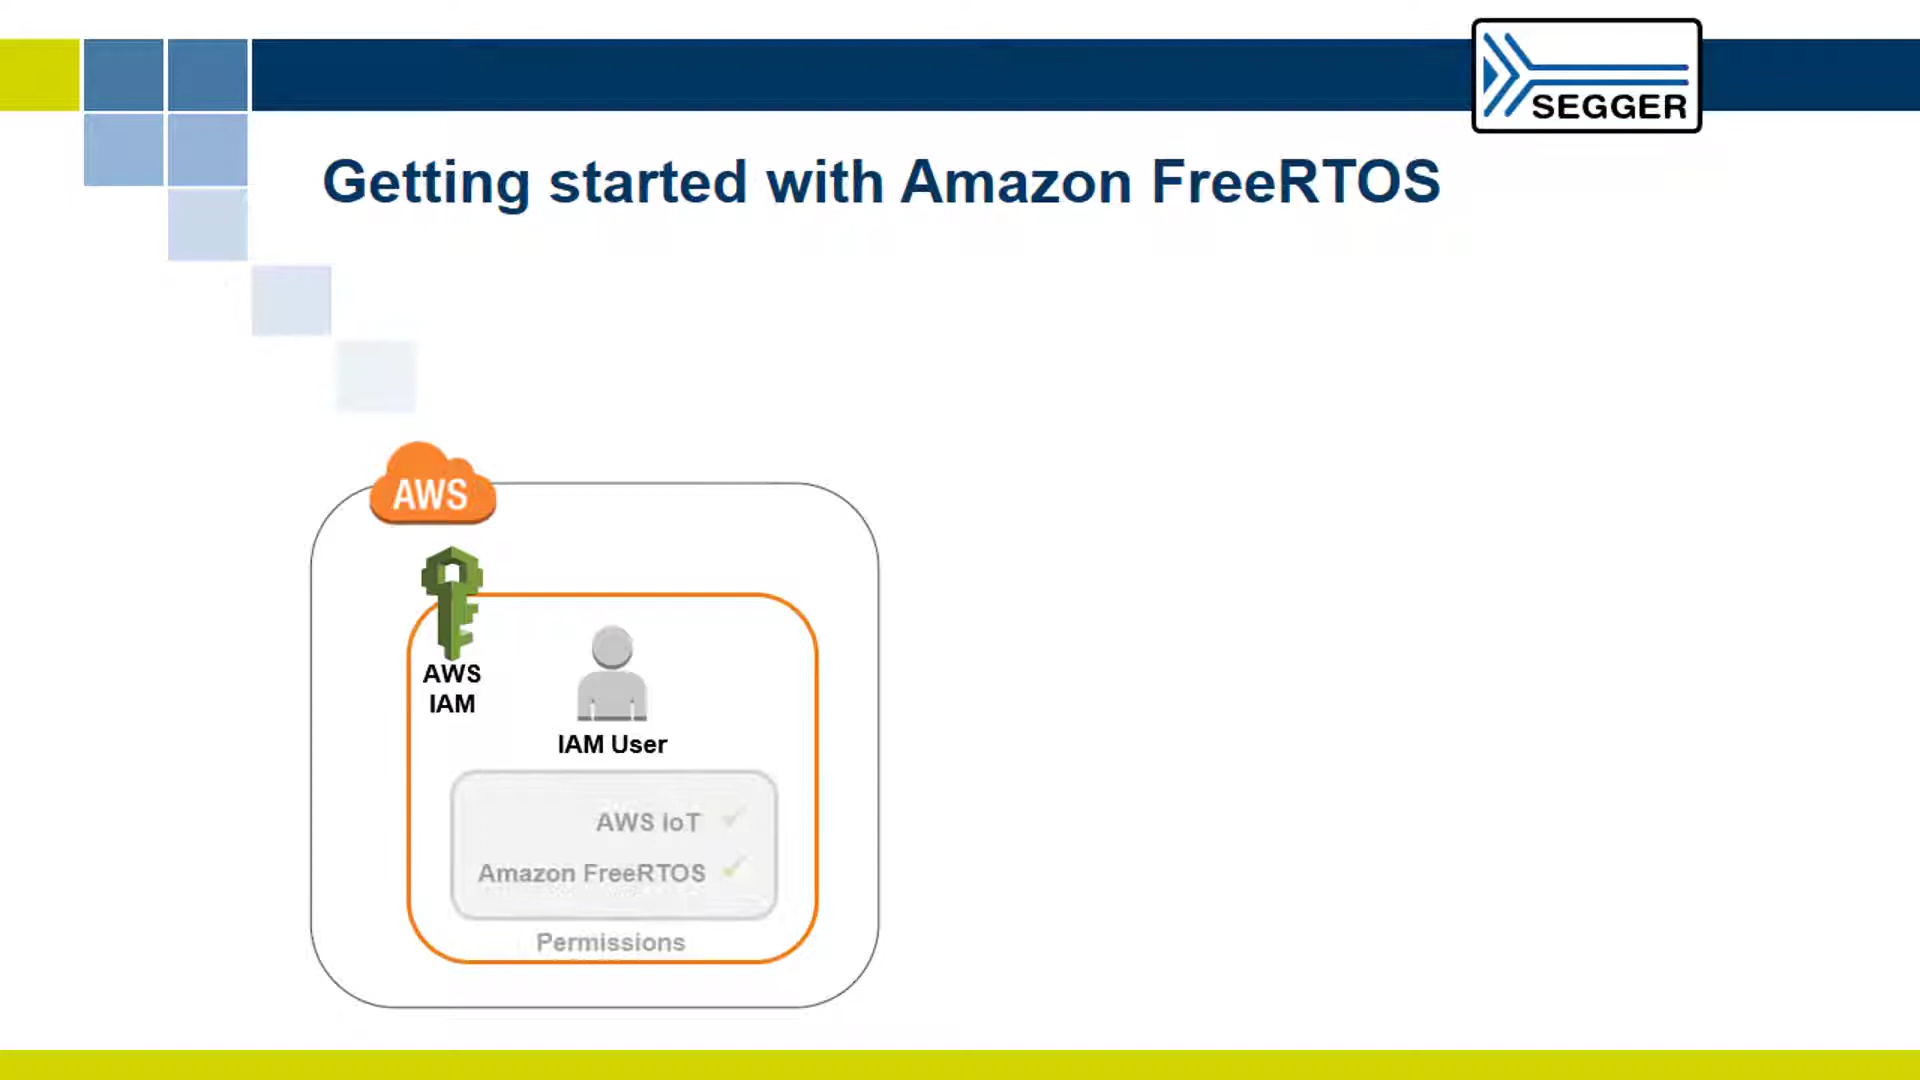 SEGGER
Getting started with Amazon FreeRTOS
AWS
AWS
IAM
IAM User
AWS IoT
Amazon FreeRTOS
Permissions